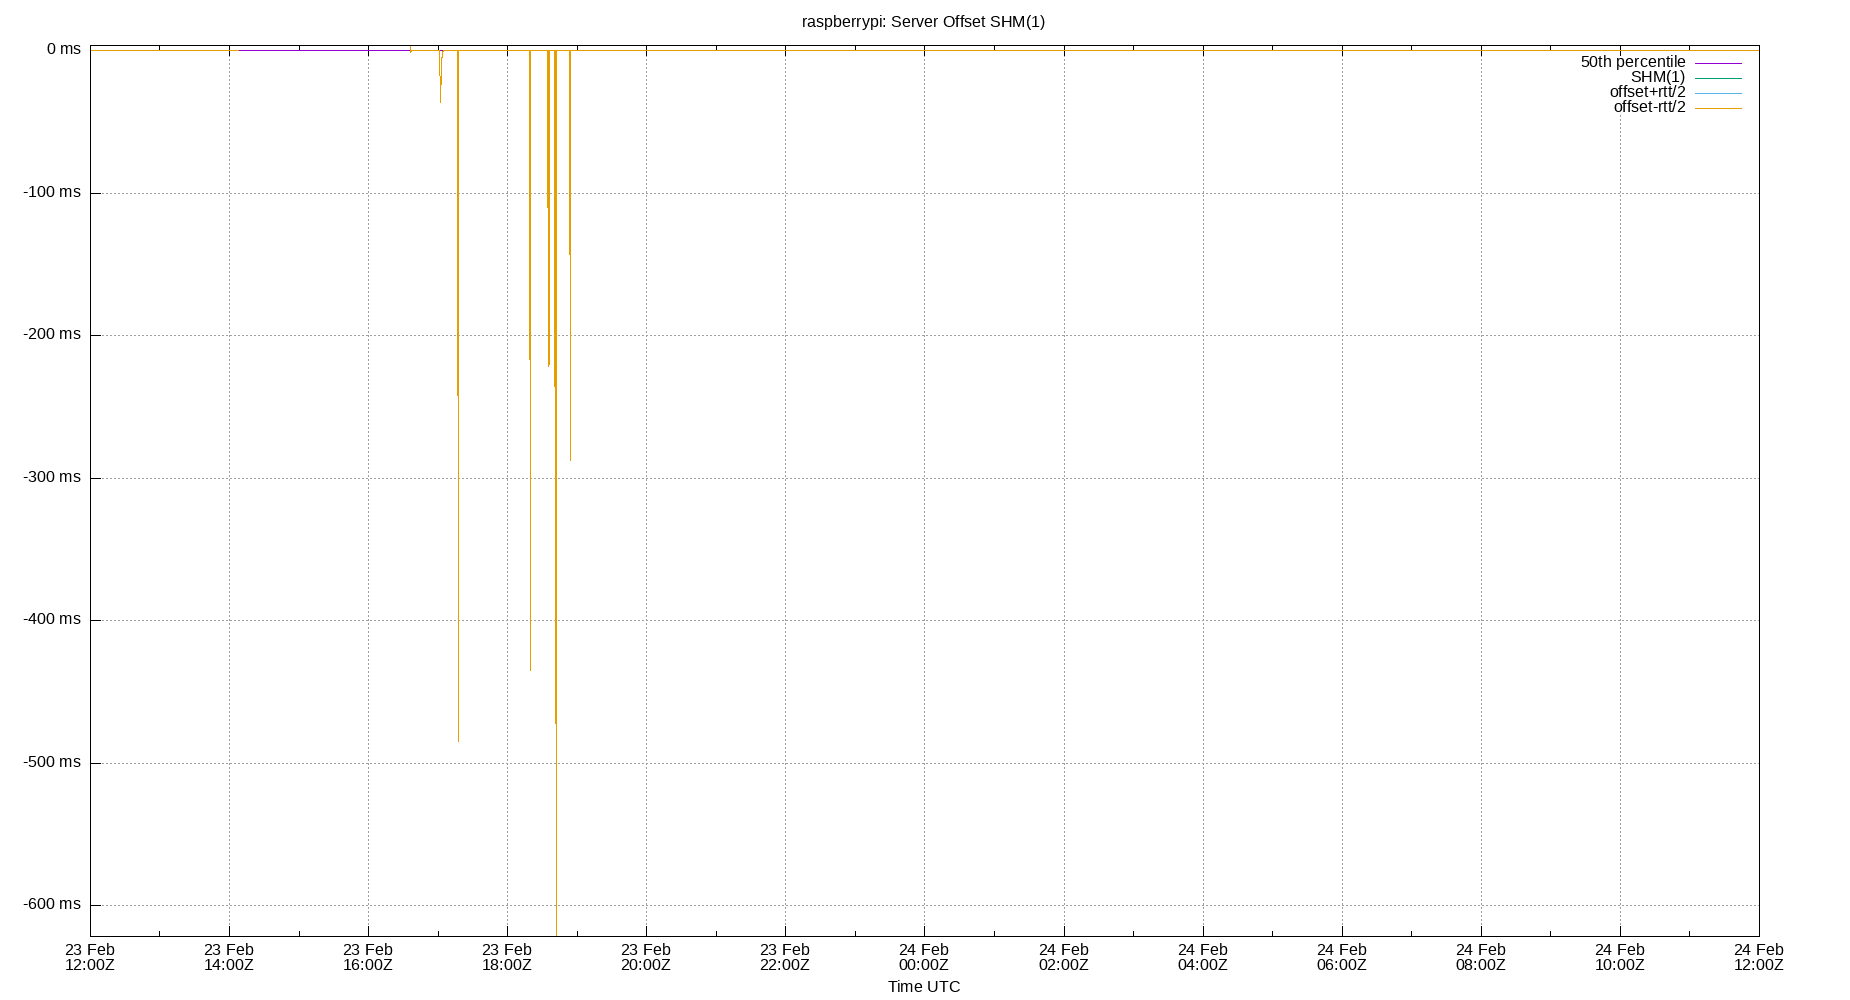 raspberrypi: Server Offset SHM(1)
0 ms
50th percentile
SHM(1)
offset+rtt/2
offset-rtt/2
-100 ms
-200 ms
-300 ms
-400 ms
-500 ms
-600 ms
23 Feb 23 Feb 23 Feb 23 Feb 23 Feb 23 Feb 24 Feb 24 Feb 24 Feb 24 Feb 24 Feb 24 Feb 24 Feb
12:00Z 14:00Z 16:00Z 18:00Z 20:00Z 22:00Z 00:00Z 02:00Z 04:00Z 06:00Z 08:00Z 10:00Z 12:00Z
Time UTC